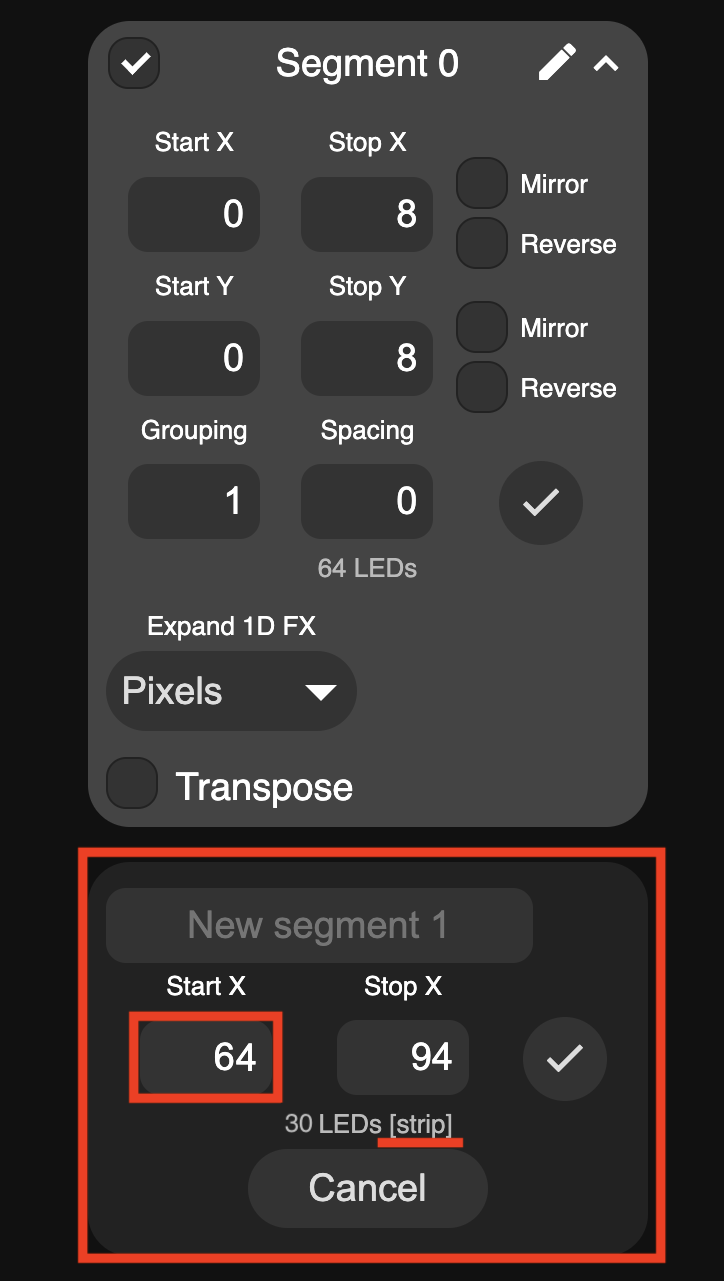 Segment 0
Start X
Stop X
0
8
Mirror
Reverse
Start Y
Stop Y
0
8
Mirror
Reverse
Grouping
Spacing
1
0
64 LEDs
Expand 1D FX
Pixels
Transpose
New segment 1
Start X
Stop X
64
94
30 LEDs [strip]
Cancel